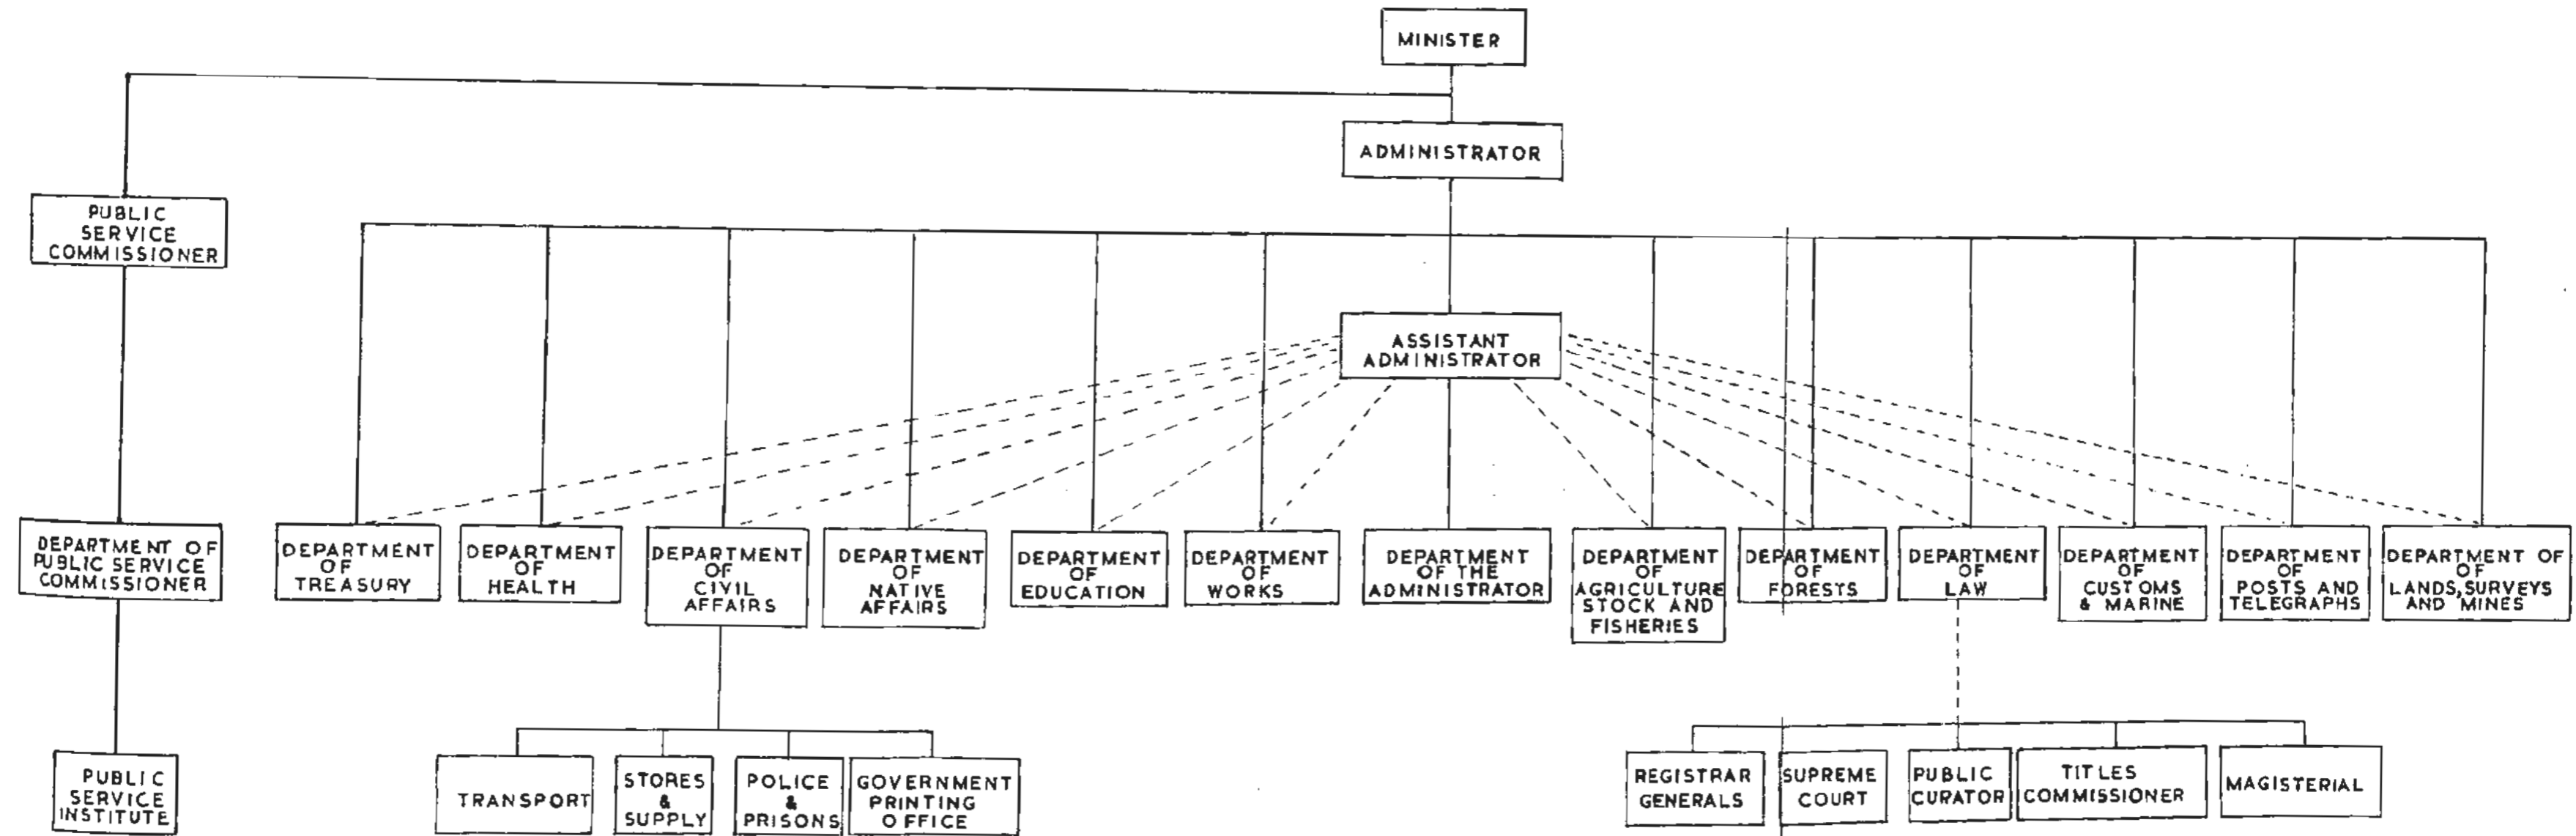 MINISTER
ADMINISTRATOR
PUBLIC
SERVICE
COMMISSIONER
ASSISTANT
ADMINISTRATOR
DEPARTMENT OF
PUBLIC SERVICE
COMMISSIONER
DEPARTMENT
OF
TREASURY
DEPARTMENT
OF
HEALTH
DEPARTMENT
OF
CIVIL
AFFAIRS
DEPARTMENT
OF
NATIVE
AFFAIRS
DEPARTMENT
OF
EDUCATION
DEPARTMENT
OF
WORKS
DEPARTMENT
OF THE
ADMINISTRATOR
DEPARTMENT
OF
AGRICULTURE
STOCK AND
FISHERIES
DEPARTMENT
OF
FORESTS
DEPARTMENT
OF
LAW
DEPARTMENT
OF
CUSTOMS
& MARINE
DEPARTMENT
OF
POSTS AND
TELEGRAPHS
DEPARTMENT OF
OF
LANDS, SURVEYS
AND MINES
PUBLIC
SERVICE
INSTITUTE
TRANSPORT
STORES
&
SUPPLY
POLICE
&
PRISONS
GOVERNMENT
PRINTING
OFFICE
REGISTRAR
GENERALS
SUPREME
COURT
PUBLIC
CURATOR
TITLES
COMMISSIONER
MAGISTERIAL